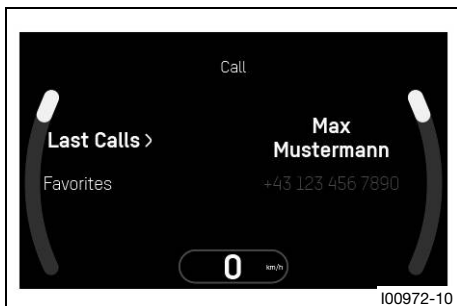 Call
Last Calls >
Max
Mustermann
Favorites
+43 123 456 7890
0 km/h
I00972-10